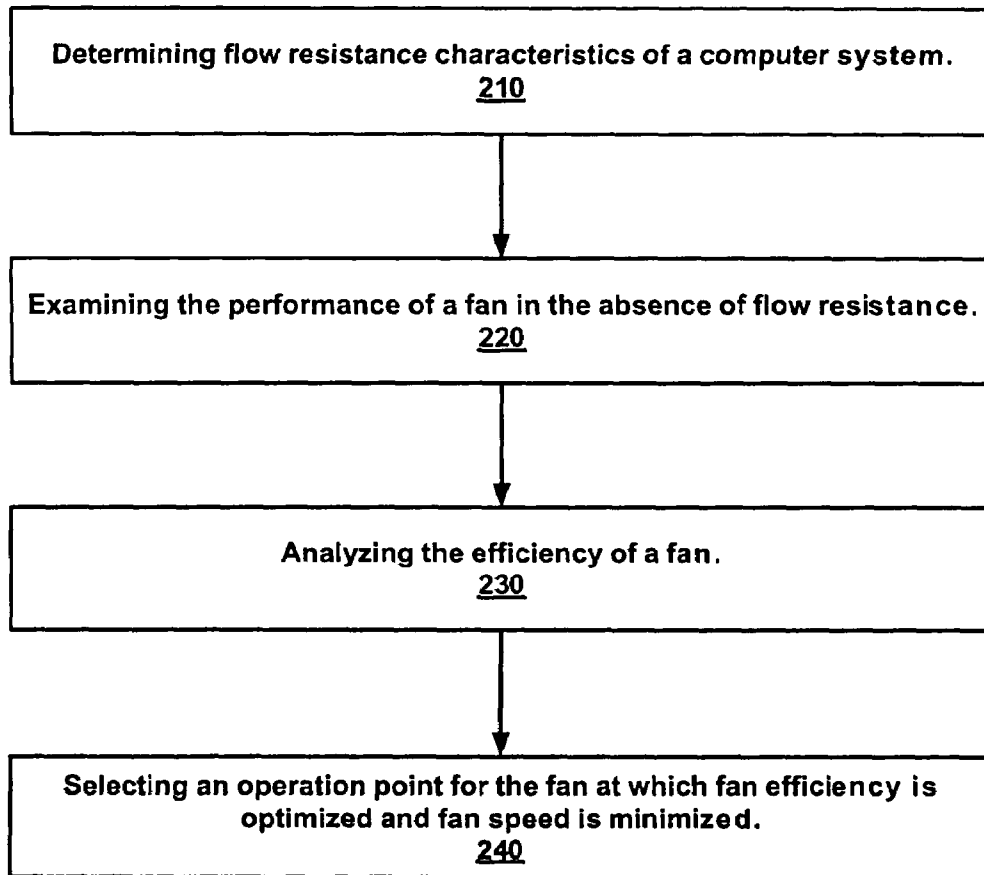 Determining flow resistance characteristics of a computer system.
210
Examining the performance of a fan in the absence of flow resistance.
220
Analyzing the efficiency of a fan.
230
Selecting an operation point for the fan at which fan efficiency is
optimized and fan speed is minimized.
240